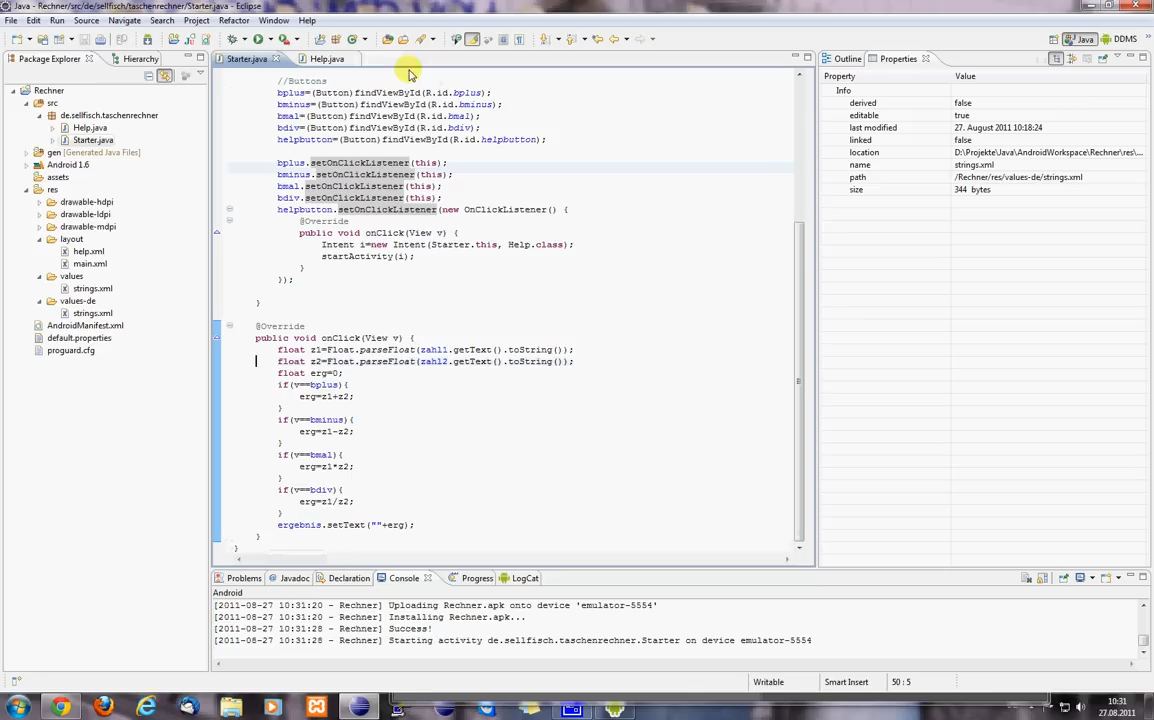 Java - Rechner/src/de/sellfisch/taschenrechner/Starter.java - Eclipse
File Edit Run Source Navigate Search Project Refactor Window Help
Java DDMS
Package Explorer Hierarchy
Starter.java Help.java
Outline Properties
Rechner
src
de.sellfisch.taschenrechner
Help.java
Starter.java
gen [Generated Java Files]
Android 1.6
assets
res
drawable-hdpi
drawable-ldpi
drawable-mdpi
layout
help.xml
main.xml
values
strings.xml
values-de
strings.xml
AndroidManifest.xml
default.properties
proguard.cfg
//Buttons
bplus=(Button)findViewById(R.id.bplus);
bminus=(Button)findViewById(R.id.bminus);
bmal=(Button)findViewById(R.id.bmal);
bdiv=(Button)findViewById(R.id.bdiv);
helpbutton=(Button)findViewById(R.id.helpbutton);
bplus.setOnClickListener(this);
bminus.setOnClickListener(this);
bmal.setOnClickListener(this);
bdiv.setOnClickListener(this);
helpbutton.setOnClickListener(new OnClickListener() {
@Override
public void onClick(View v) {
Intent i=new Intent(Starter.this, Help.class);
startActivity(i);
}
});
}
@Override
public void onClick(View v) {
float z1=Float.parseFloat(zahl1.getText().toString());
float z2=Float.parseFloat(zahl2.getText().toString());
float erg=0;
if(v==bplus){
erg=z1+z2;
}
if(v==bminus){
erg=z1-z2;
}
if(v==bmal){
erg=z1*z2;
}
if(v==bdiv){
erg=z1/z2;
}
ergebnis.setText(""+erg);
}
}
Property Value
Info
derived false
editable true
last modified 27. August 2011 10:18:24
linked false
location D:\Projekte\Java\AndroidWorkspace\Rechner\res\...
name strings.xml
path /Rechner/res/values-de/strings.xml
size 344 bytes
Problems Javadoc Declaration Console Progress LogCat
Android
[2011-08-27 10:31:20 - Rechner] Uploading Rechner.apk onto device 'emulator-5554'
[2011-08-27 10:31:20 - Rechner] Installing Rechner.apk...
[2011-08-27 10:31:28 - Rechner] Success!
[2011-08-27 10:31:28 - Rechner] Starting activity de.sellfisch.taschenrechner.Starter on device emulator-5554
Writable Smart Insert 50 : 5
10:31
27.08.2011